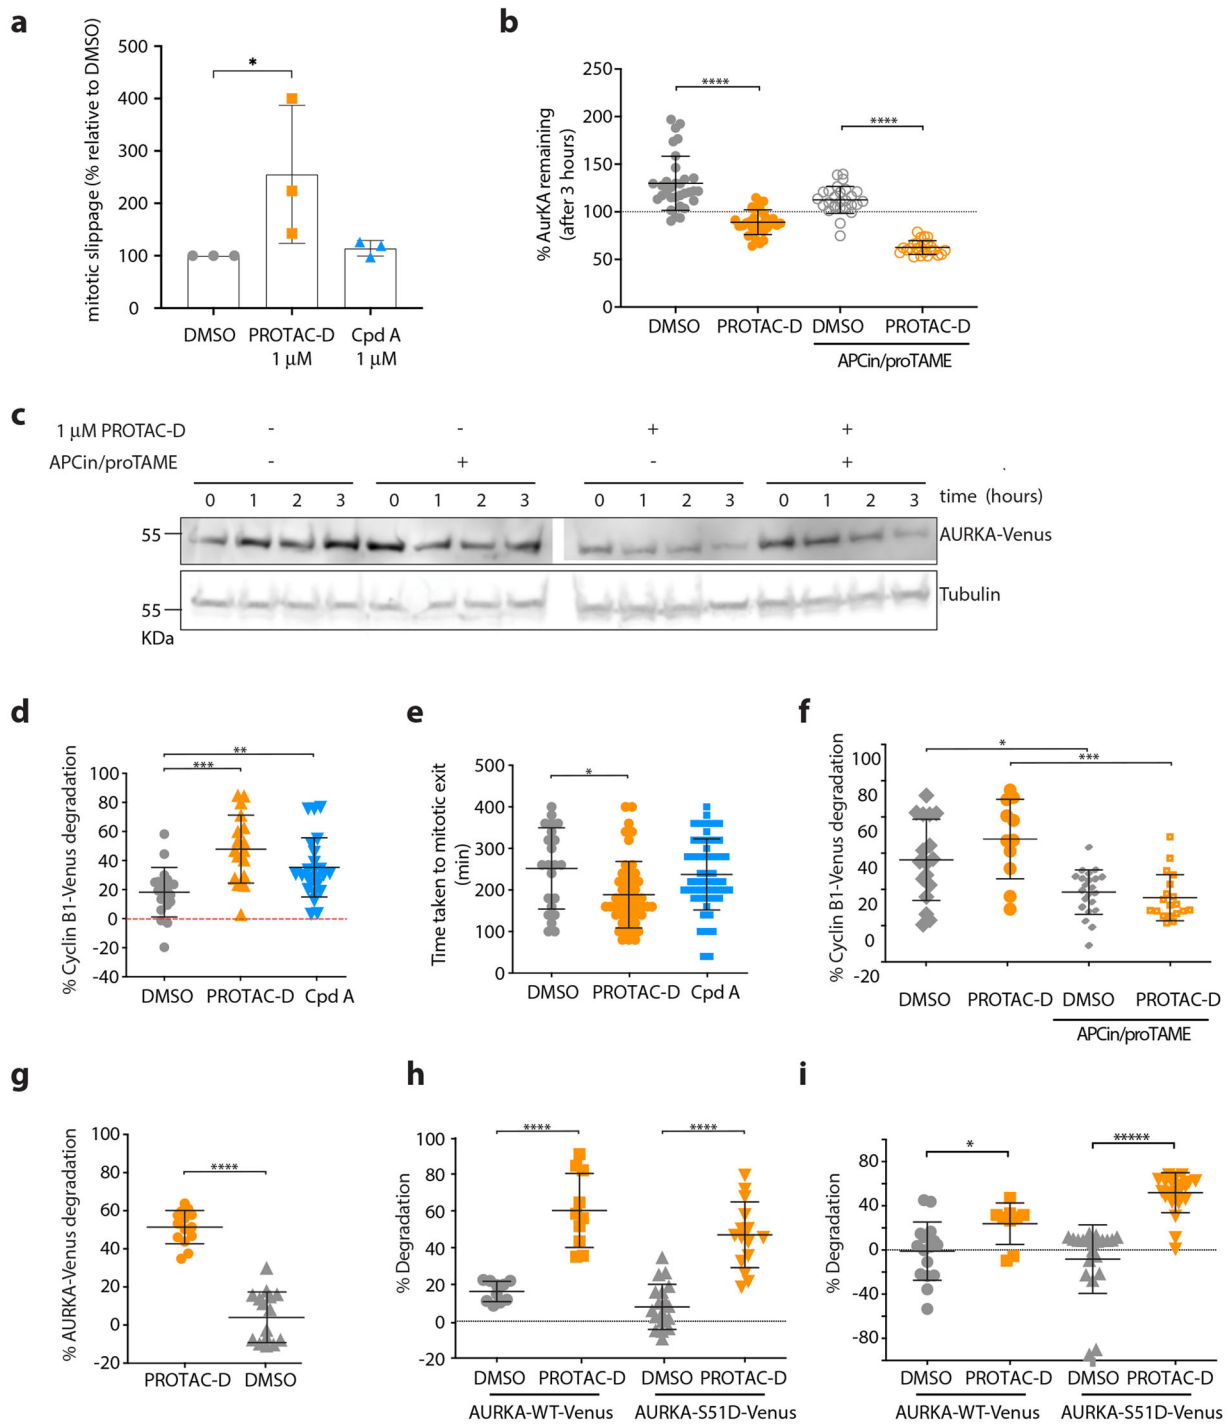 a
mitotic slippage (% relative to DMSO)
500
400
300
200
100
0
*
DMSO PROTAC-D Cpd A
1 μM 1 μM
b
% AurKA remaining
(after 3 hours)
250
200
150
100
50
0
**** ****
DMSO PROTAC-D DMSO PROTAC-D
APCin/proTAME
c
1 μM PROTAC-D - - + +
APCin/proTAME - + - +
0 1 2 3 0 1 2 3 0 1 2 3 0 1 2 3 time (hours)
55 AURKA-Venus
55 Tubulin
KDa
d
% Cyclin B1-Venus degradation
100
80
60
40
20
0
-20
-40
**
***
DMSO PROTAC-D Cpd A
e
Time taken to mitotic exit
(min)
500
400
300
200
100
0
*
DMSO PROTAC-D Cpd A
f
% Cyclin B1-Venus degradation
100
80
60
40
20
0
-20
*
***
DMSO PROTAC-D DMSO PROTAC-D
APCin/proTAME
g
% AURKA-Venus degradation
100
80
60
40
20
0
-20
****
PROTAC-D DMSO
h
% Degradation
100
80
60
40
20
0
-20
**** ****
DMSO PROTAC-D DMSO PROTAC-D
AURKA-WT-Venus AURKA-S51D-Venus
i
% Degradation
80
40
0
-40
-80
* *****
DMSO PROTAC-D DMSO PROTAC-D
AURKA-WT-Venus AURKA-S51D-Venus